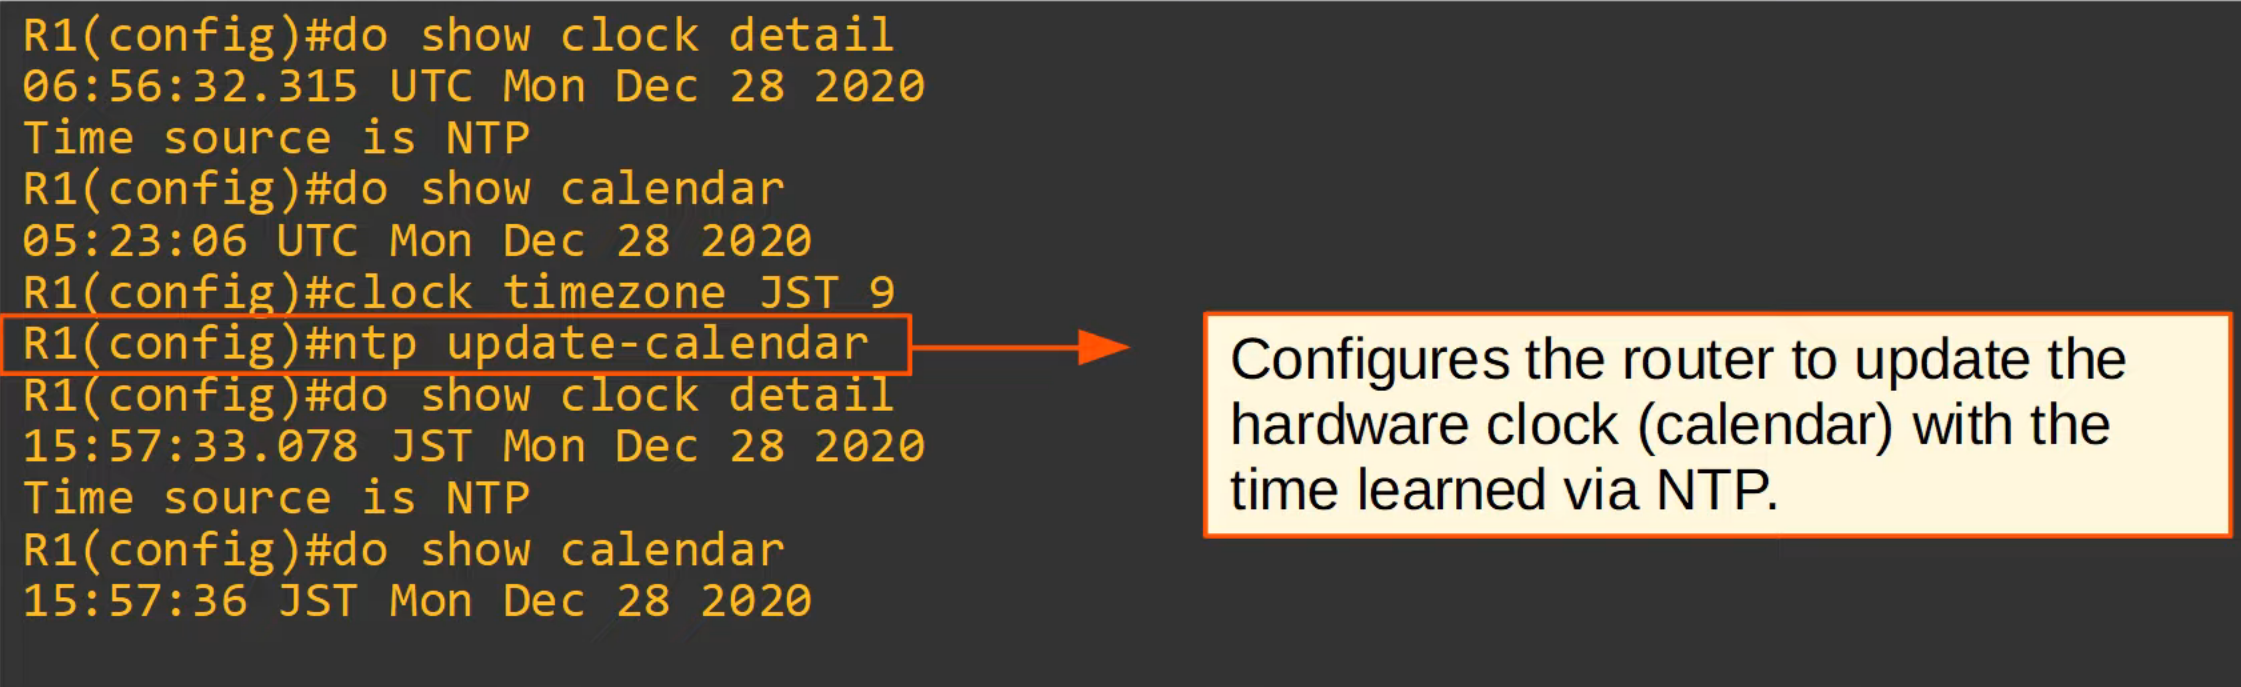 R1(config)#do show clock detail
06:56:32.315 UTC Mon Dec 28 2020
Time source is NTP
R1(config)#do show calendar
05:23:06 UTC Mon Dec 28 2020
R1(config)#clock timezone JST 9
R1(config)#ntp update-calendar
R1(config)#do show clock detail
15:57:33.078 JST Mon Dec 28 2020
Time source is NTP
R1(config)#do show calendar
15:57:36 JST Mon Dec 28 2020
Configures the router to update the
hardware clock (calendar) with the
time learned via NTP.